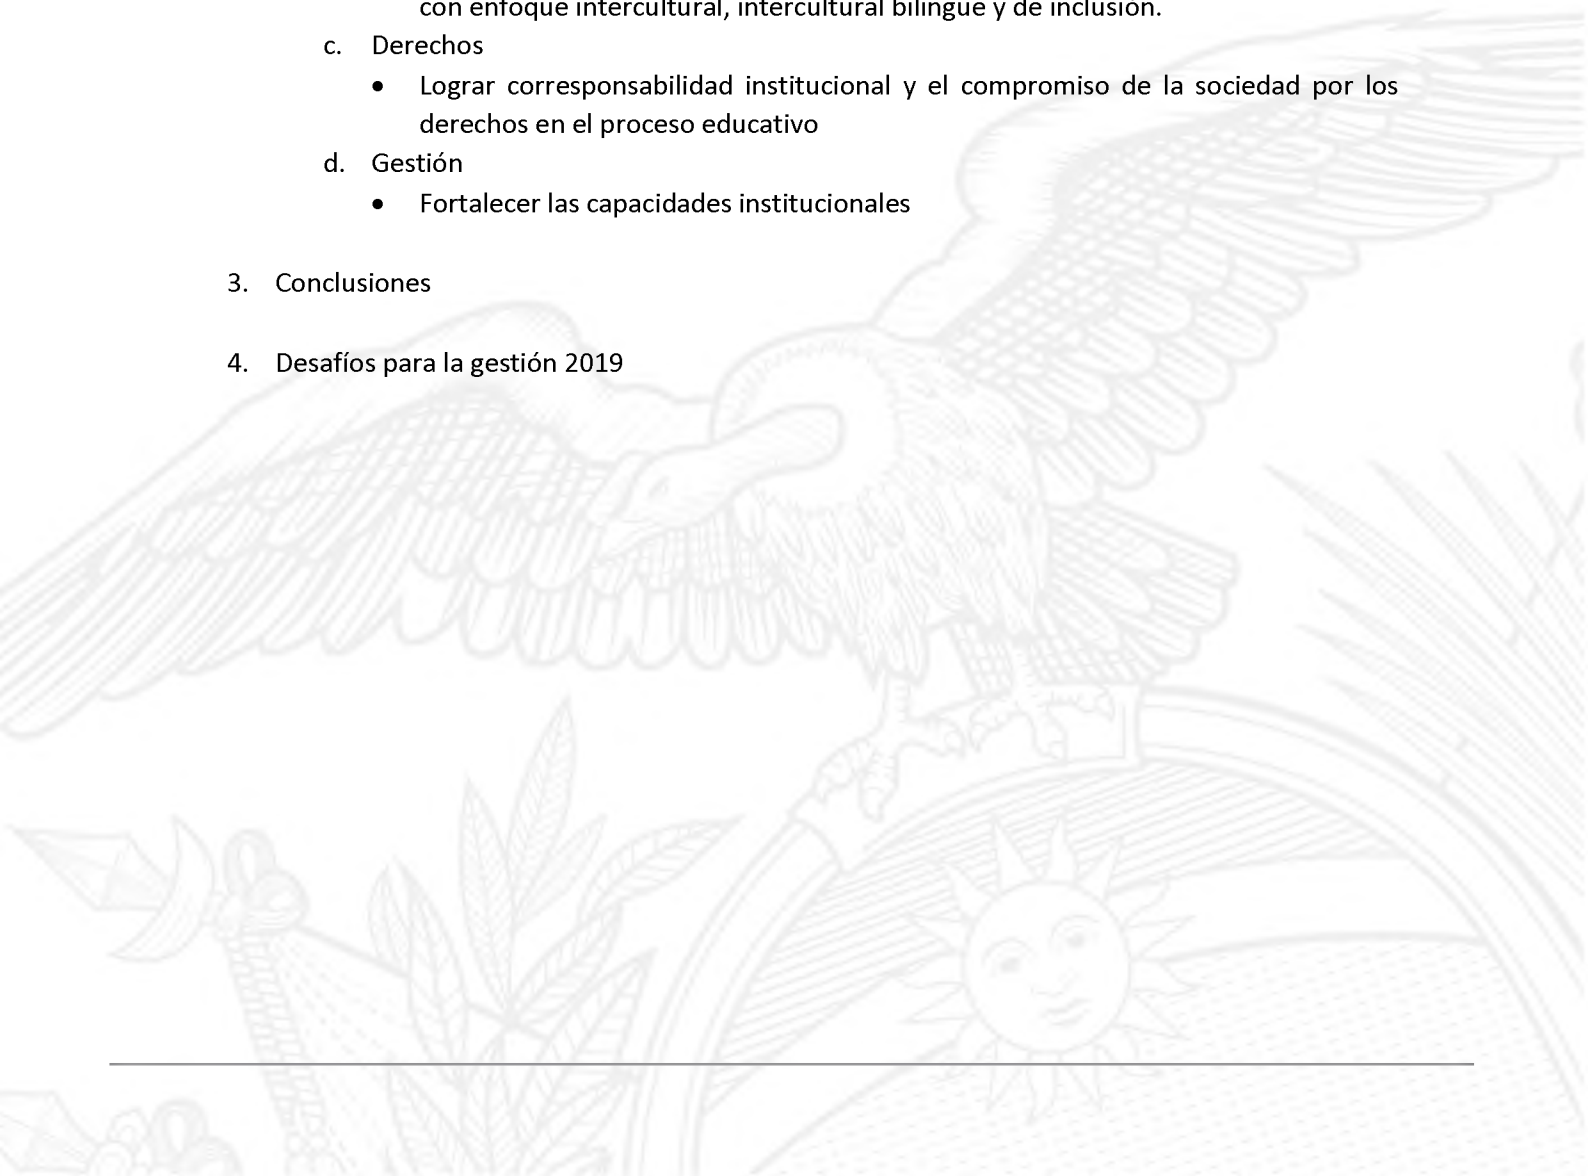 con enfoque intercultural, intercultural bilingüe y de inclusión.
c. Derechos
• Lograr corresponsabilidad institucional y el compromiso de la sociedad por los
derechos en el proceso educativo
d. Gestión
• Fortalecer las capacidades institucionales
3. Conclusiones
4. Desafíos para la gestión 2019